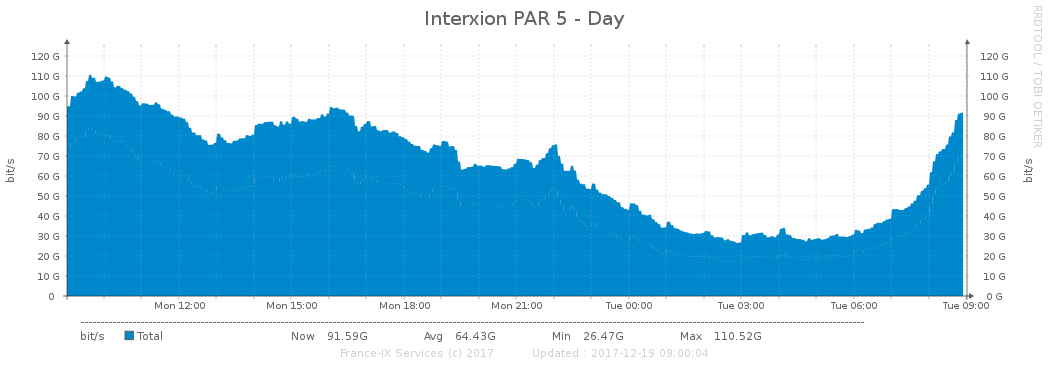 Interxion PAR 5 - Day
RRDTOOL / TOBI OETIKER
bit/s
120 G
110 G
100 G
90 G
80 G
70 G
60 G
50 G
40 G
30 G
20 G
10 G
0
120 G
110 G
100 G
90 G
80 G
70 G
60 G
50 G
40 G
30 G
20 G
10 G
0 G
bit/s
Mon 12:00 Mon 15:00 Mon 18:00 Mon 21:00 Tue 00:00 Tue 03:00 Tue 06:00 Tue 09:00
bit/s Total Now 91.59G Avg 64.43G Min 26.47G Max 110.52G
France-IX Services (c) 2017 Updated : 2017-12-19 09:00:04